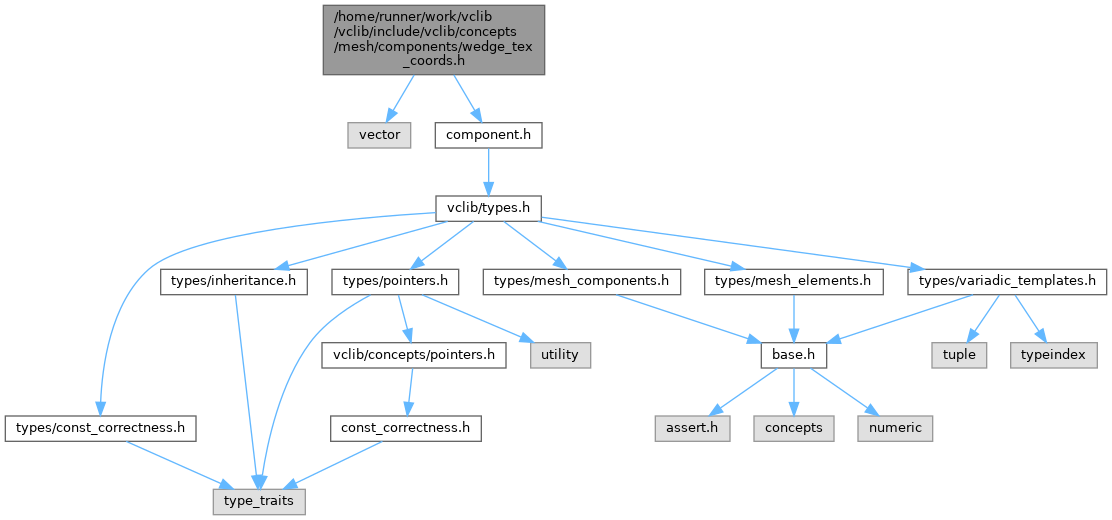 /home/runner/work/vclib
/vclib/include/vclib/concepts
/mesh/components/wedge_tex
_coords.h
vector
component.h
vclib/types.h
types/inheritance.h
types/pointers.h
types/mesh_components.h
types/mesh_elements.h
types/variadic_templates.h
vclib/concepts/pointers.h
utility
base.h
tuple
typeindex
types/const_correctness.h
const_correctness.h
assert.h
concepts
numeric
type_traits